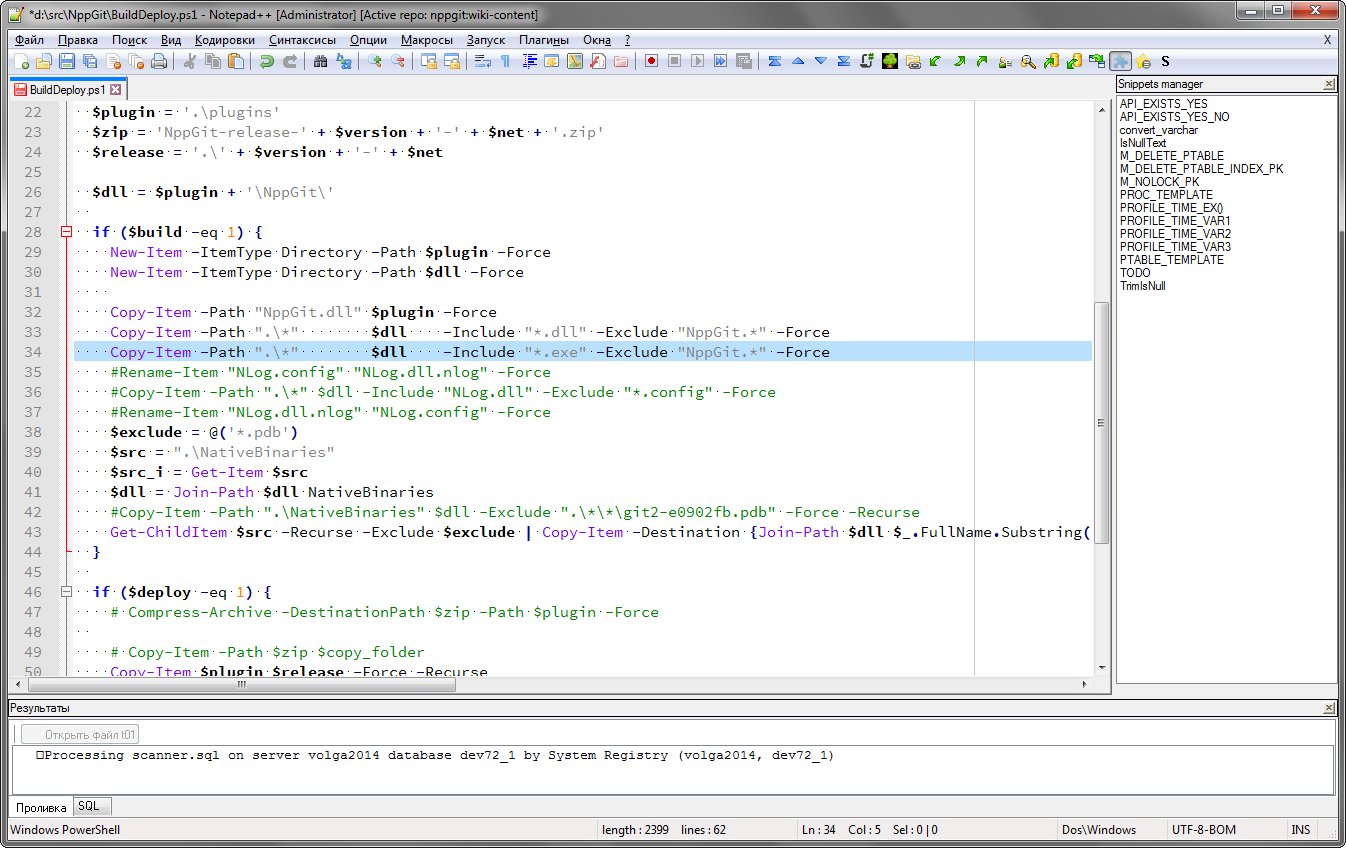 *d:\src\NppGit\BuildDeploy.ps1 - Notepad++ [Administrator] [Active repo: nppgit:wiki-content]
Файл Правка Поиск Вид Кодировки Синтаксисы Опции Макросы Запуск Плагины Окна ? X
S
BuildDeploy.ps1
22 $plugin = '.\plugins'
23 $zip = 'NppGit-release-' + $version + '-' + $net + '.zip'
24 $release = '.\' + $version + '-' + $net
25
26 $dll = $plugin + '\NppGit\'
27
28 if ($build -eq 1) {
29 New-Item -ItemType Directory -Path $plugin -Force
30 New-Item -ItemType Directory -Path $dll -Force
31
32 Copy-Item -Path "NppGit.dll" $plugin -Force
33 Copy-Item -Path ".\*" $dll -Include "*.dll" -Exclude "NppGit.*" -Force
34 Copy-Item -Path ".\*" $dll -Include "*.exe" -Exclude "NppGit.*" -Force
35 #Rename-Item "NLog.config" "NLog.dll.nlog" -Force
36 #Copy-Item -Path ".\*" $dll -Include "NLog.dll" -Exclude "*.config" -Force
37 #Rename-Item "NLog.dll.nlog" "NLog.config" -Force
38 $exclude = @('*.pdb')
39 $src = ".\NativeBinaries"
40 $src_i = Get-Item $src
41 $dll = Join-Path $dll NativeBinaries
42 #Copy-Item -Path ".\NativeBinaries" $dll -Exclude ".\*\*\git2-e0902fb.pdb" -Force -Recurse
43 Get-ChildItem $src -Recurse -Exclude $exclude | Copy-Item -Destination {Join-Path $dll $_.FullName.Substring(
44 }
45
46 if ($deploy -eq 1) {
47 # Compress-Archive -DestinationPath $zip -Path $plugin -Force
48
49 # Copy-Item -Path $zip $copy_folder
50 Copy-Item $plugin $release -Force -Recurse
Snippets manager
API_EXISTS_YES
API_EXISTS_YES_NO
convert_varchar
IsNullText
M_DELETE_PTABLE
M_DELETE_PTABLE_INDEX_PK
M_NOLOCK_PK
PROC_TEMPLATE
PROFILE_TIME_EX()
PROFILE_TIME_VAR1
PROFILE_TIME_VAR2
PROFILE_TIME_VAR3
PTABLE_TEMPLATE
TODO
TrimIsNull
Результаты
Открыть файл t01
Processing scanner.sql on server volga2014 database dev72_1 by System Registry (volga2014, dev72_1)
Проливка SQL
Windows PowerShell length : 2399 lines : 62 Ln : 34 Col : 5 Sel : 0 | 0 Dos\Windows UTF-8-BOM INS